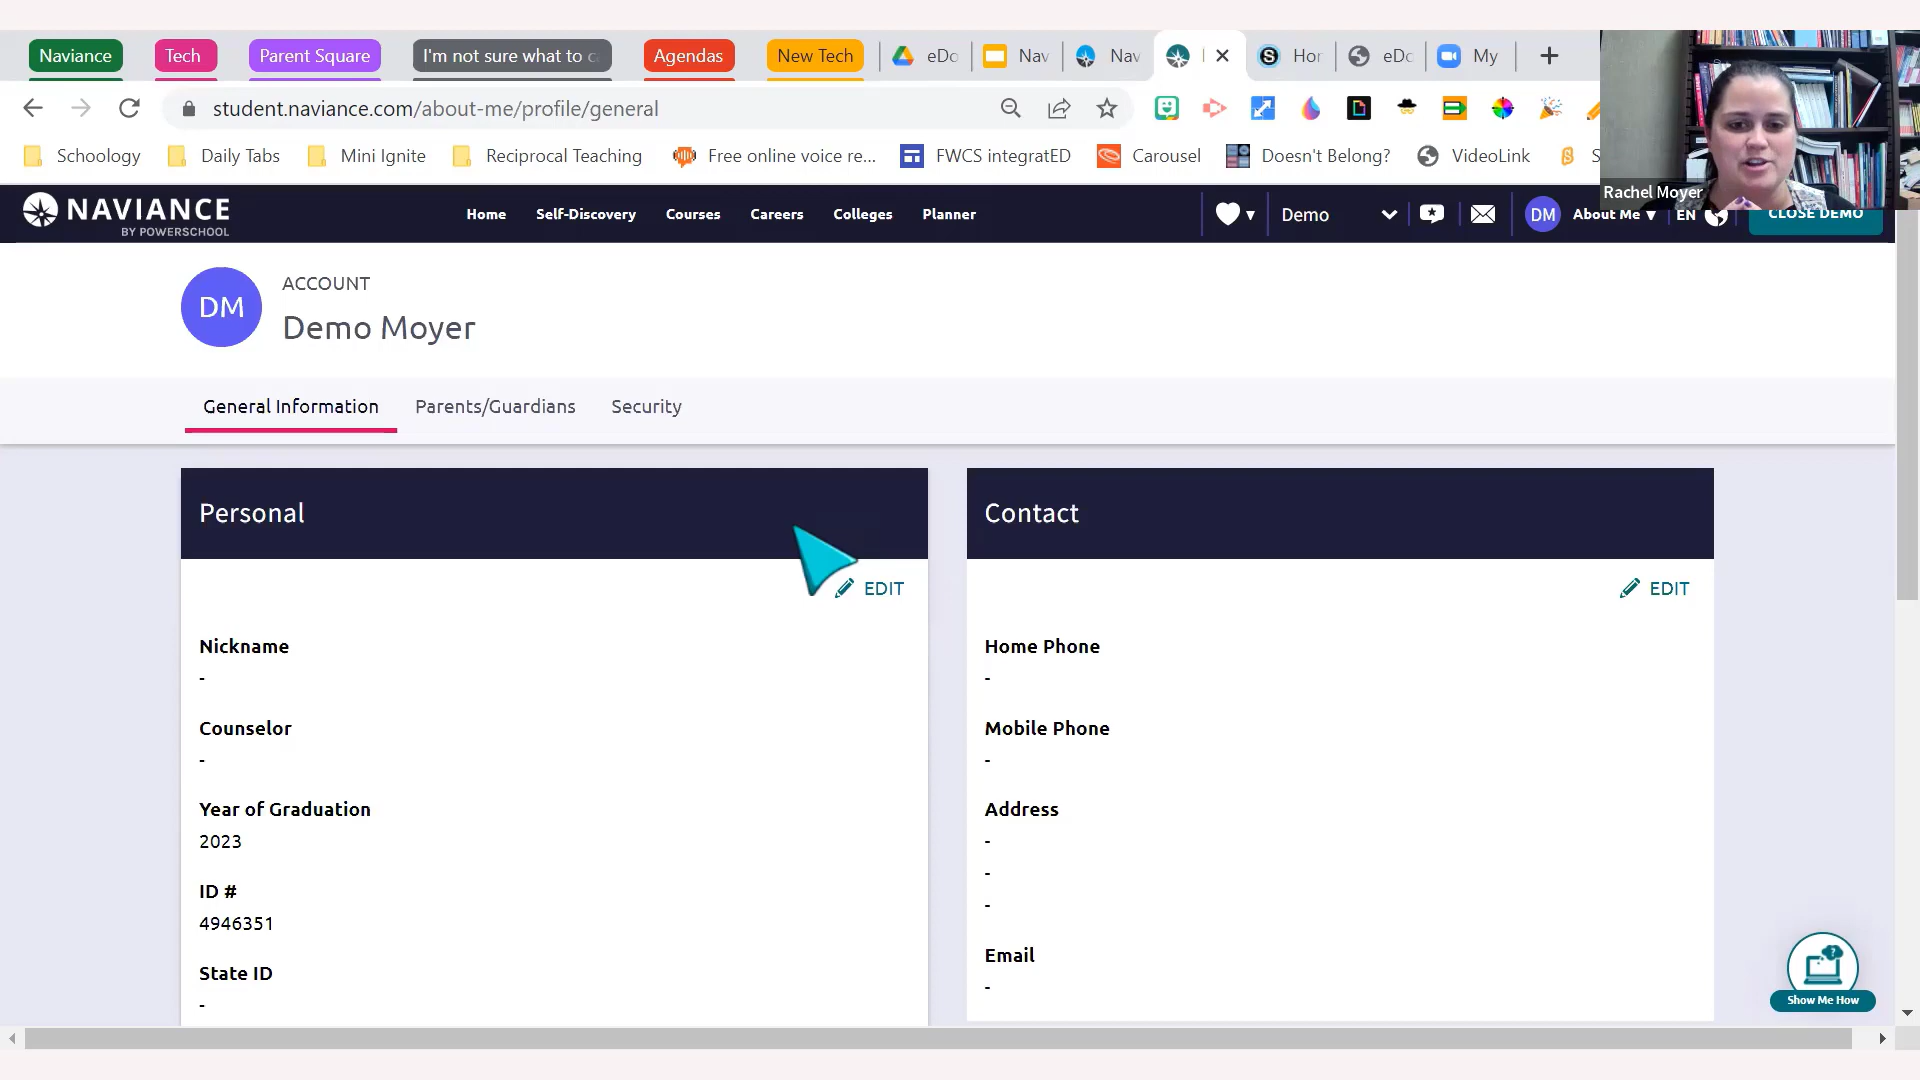 Naviance Tech Parent Square I'm not sure what to c Agendas New Tech eDo Nav Nav Hor eDc My
student.naviance.com/about-me/profile/general
Schoology Daily Tabs Mini Ignite Reciprocal Teaching Free online voice re... FWCS integratED Carousel Doesn't Belong? VideoLink S
Rachel Moyer
NAVIANCE
BY POWERSCHOOL
Home Self-Discovery Courses Careers Colleges Planner Demo DM About Me EN CLOSE DEMO
DM
ACCOUNT
Demo Moyer
General Information Parents/Guardians Security
Personal
EDIT
Nickname
-
Counselor
-
Year of Graduation
2023
ID #
4946351
State ID
-
Contact
EDIT
Home Phone
-
Mobile Phone
-
Address
-
-
-
Email
-
Show Me How